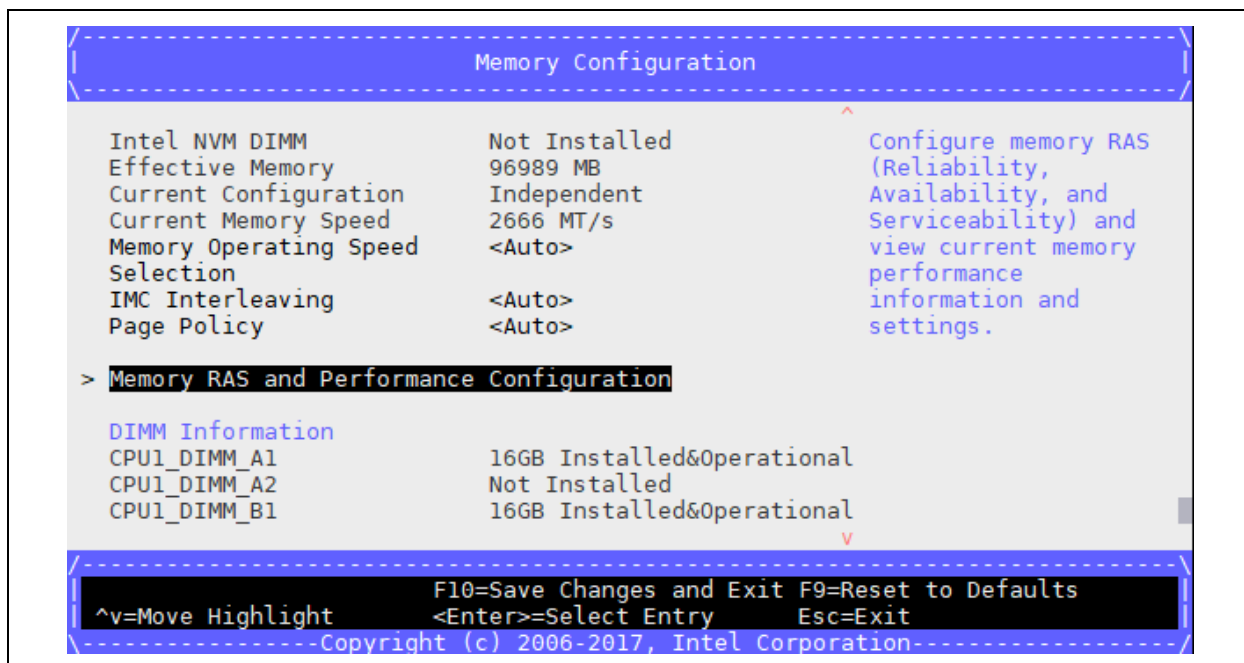 /------------------------------------------------------------------------------\
| Memory Configuration |
\------------------------------------------------------------------------------/
^
Intel NVM DIMM Not Installed Configure memory RAS
Effective Memory 96989 MB (Reliability,
Current Configuration Independent Availability, and
Current Memory Speed 2666 MT/s Serviceability) and
Memory Operating Speed <Auto> view current memory
Selection performance
IMC Interleaving <Auto> information and
Page Policy <Auto> settings.
> Memory RAS and Performance Configuration
DIMM Information
CPU1_DIMM_A1 16GB Installed&Operational
CPU1_DIMM_A2 Not Installed
CPU1_DIMM_B1 16GB Installed&Operational
v
/------------------------------------------------------------------------------\
| F10=Save Changes and Exit F9=Reset to Defaults |
| ^v=Move Highlight <Enter>=Select Entry Esc=Exit |
\-----------------Copyright (c) 2006-2017, Intel Corporation-------------------/